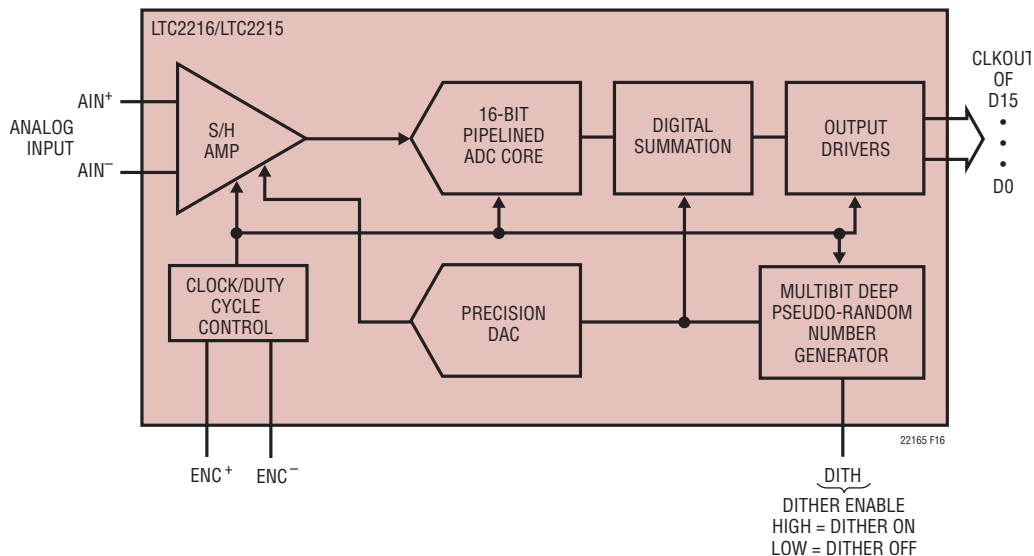 LTC2216/LTC2215
AIN+
ANALOG
INPUT
AIN–
S/H
AMP
16-BIT
PIPELINED
ADC CORE
DIGITAL
SUMMATION
OUTPUT
DRIVERS
CLKOUT
OF
D15
•
•
•
D0
CLOCK/DUTY
CYCLE
CONTROL
PRECISION
DAC
MULTIBIT DEEP
PSEUDO-RANDOM
NUMBER
GENERATOR
22165 F16
ENC+
ENC–
DITH
DITHER ENABLE
HIGH = DITHER ON
LOW = DITHER OFF